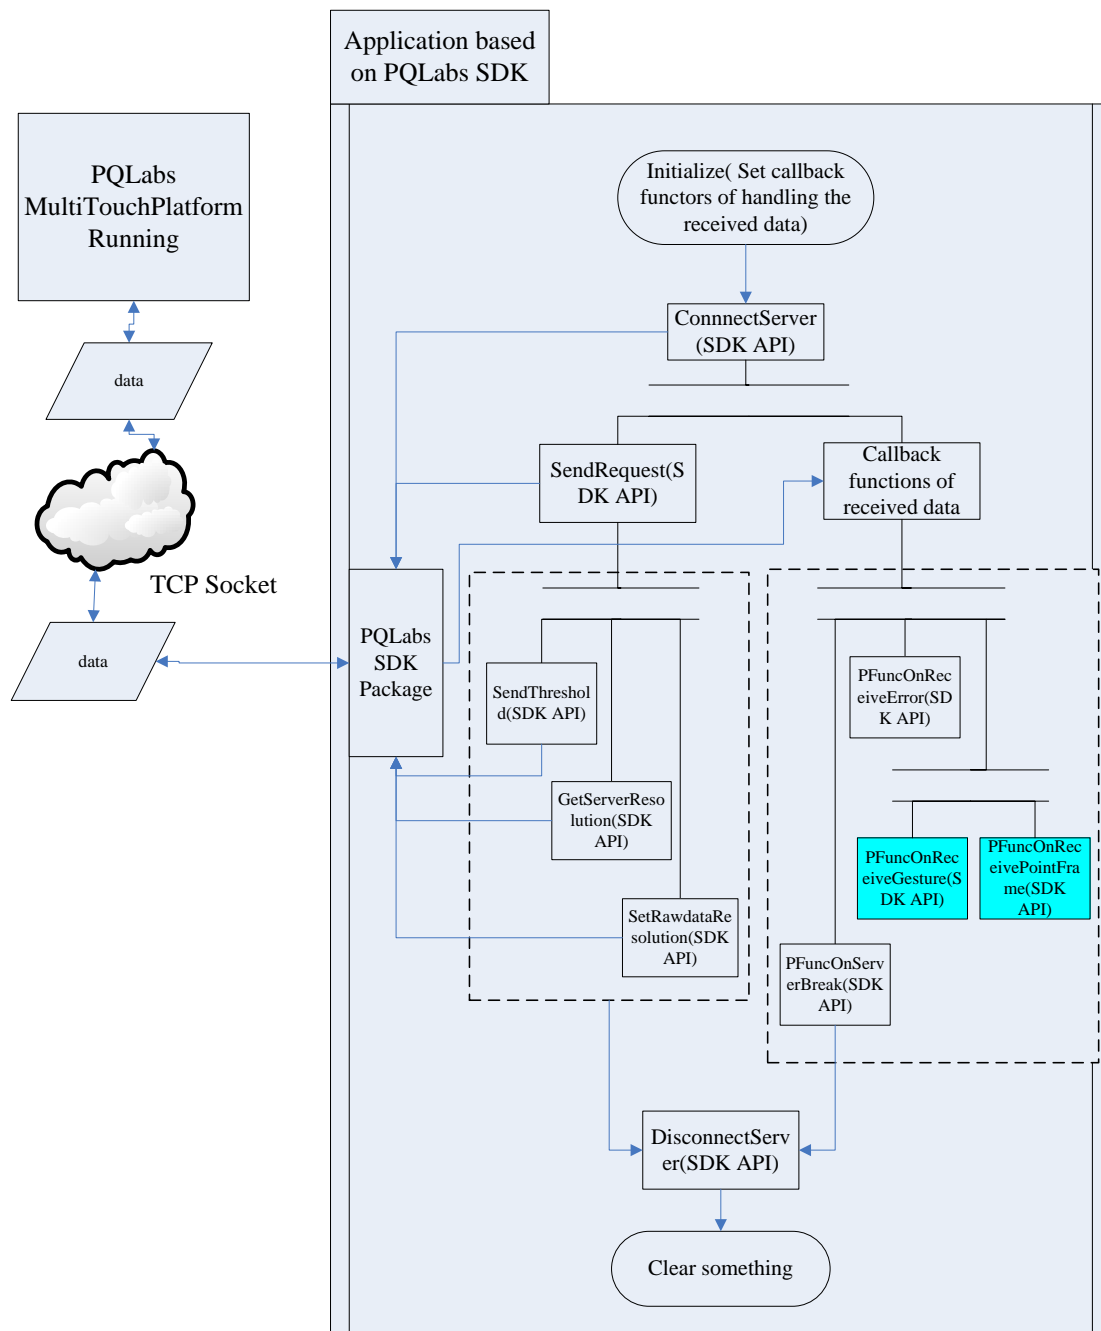 Application based
on PQLabs SDK
PQLabs
MultiTouchPlatform
Running
Initialize( Set callback
functors of handling the
received data)
ConnnectServer
(SDK API)
data
SendRequest(S
DK API)
Callback
functions of
received data
TCP Socket
data
PQLabs
SDK
Package
SendThreshol
d(SDK API)
PFuncOnRec
eiveError(SD
K API)
GetServerReso
lution(SDK
API)
PFuncOnRec
eiveGesture(S
DK API)
PFuncOnRec
eivePointFra
me(SDK
API)
SetRawdataRe
solution(SDK
API)
PFuncOnServ
erBreak(SDK
API)
DisconnectServ
er(SDK API)
Clear something